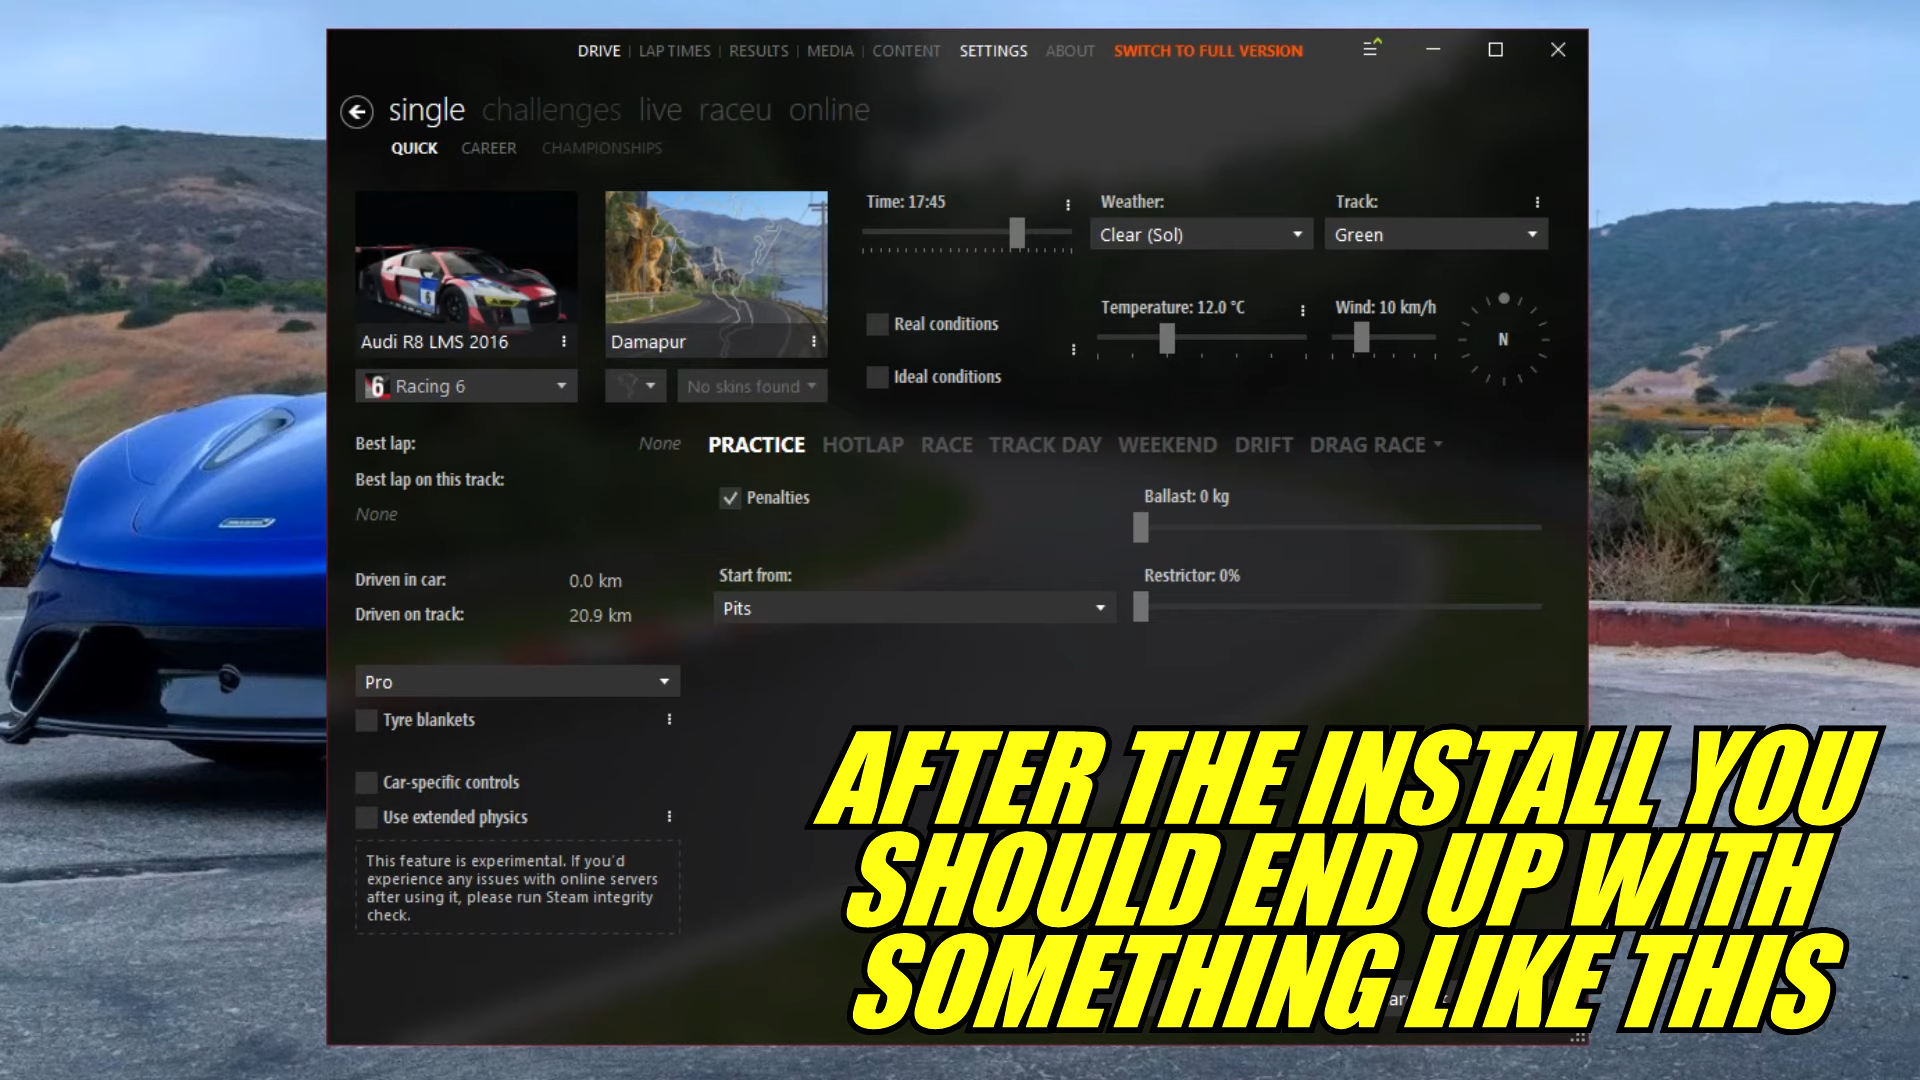 DRIVE | LAP TIMES | RESULTS | MEDIA | CONTENT SETTINGS ABOUT SWITCH TO FULL VERSION
single challenges live raceu online
QUICK CAREER CHAMPIONSHIPS
Time: 17:45 Weather: Track:
Clear (Sol) Green
Temperature: 12.0 °C Wind: 10 km/h
N
Real conditions
Ideal conditions
Audi R8 LMS 2016 Damapur
6 Racing 6 No skins found
Best lap: None
Best lap on this track:
None
Driven in car: 0.0 km
Driven on track: 20.9 km
PRACTICE HOTLAP RACE TRACK DAY WEEKEND DRIFT DRAG RACE
Penalties Ballast: 0 kg
Start from: Restrictor: 0%
Pits
Pro
Tyre blankets
Car-specific controls
Use extended physics
This feature is experimental. If you'd
experience any issues with online servers
after using it, please run Steam integrity
check.
AFTER THE INSTALL YOU
SHOULD END UP WITH
SOMETHING LIKE THIS